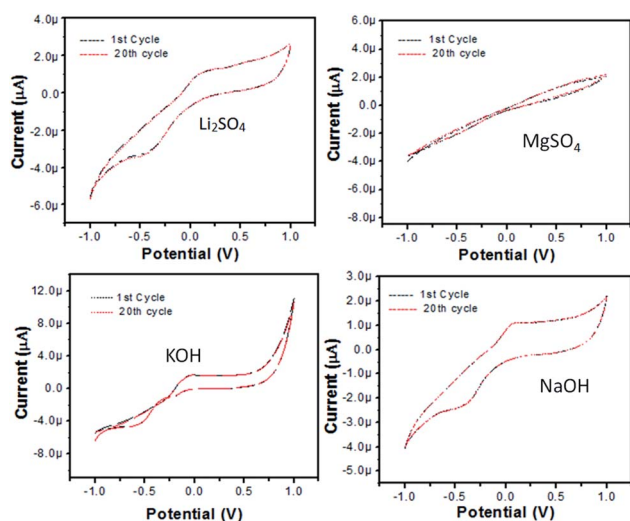 4.0µ
1st Cycle
20th cycle
2.0µ
0.0
-2.0µ
-4.0µ
-6.0µ
Current (µA)
Li₂SO₄
-1.0 -0.5 0.0 0.5 1.0
Potential (V)
6.0µ
1st Cycle
20th cycle
4.0µ
2.0µ
0.0
-2.0µ
-4.0µ
-6.0µ
-8.0µ
Current (µA)
MgSO₄
-1.0 -0.5 0.0 0.5 1.0
Potential (V)
12.0µ
1st Cycle
20th cycle
8.0µ
4.0µ
0.0
-4.0µ
-8.0µ
Current (µA)
KOH
-1.0 -0.5 0.0 0.5 1.0
Potential (V)
3.0µ
1st Cycle
20th cycle
2.0µ
1.0µ
0.0
-1.0µ
-2.0µ
-3.0µ
-4.0µ
-5.0µ
Current (µA)
NaOH
-1.0 -0.5 0.0 0.5 1.0
Potential (V)